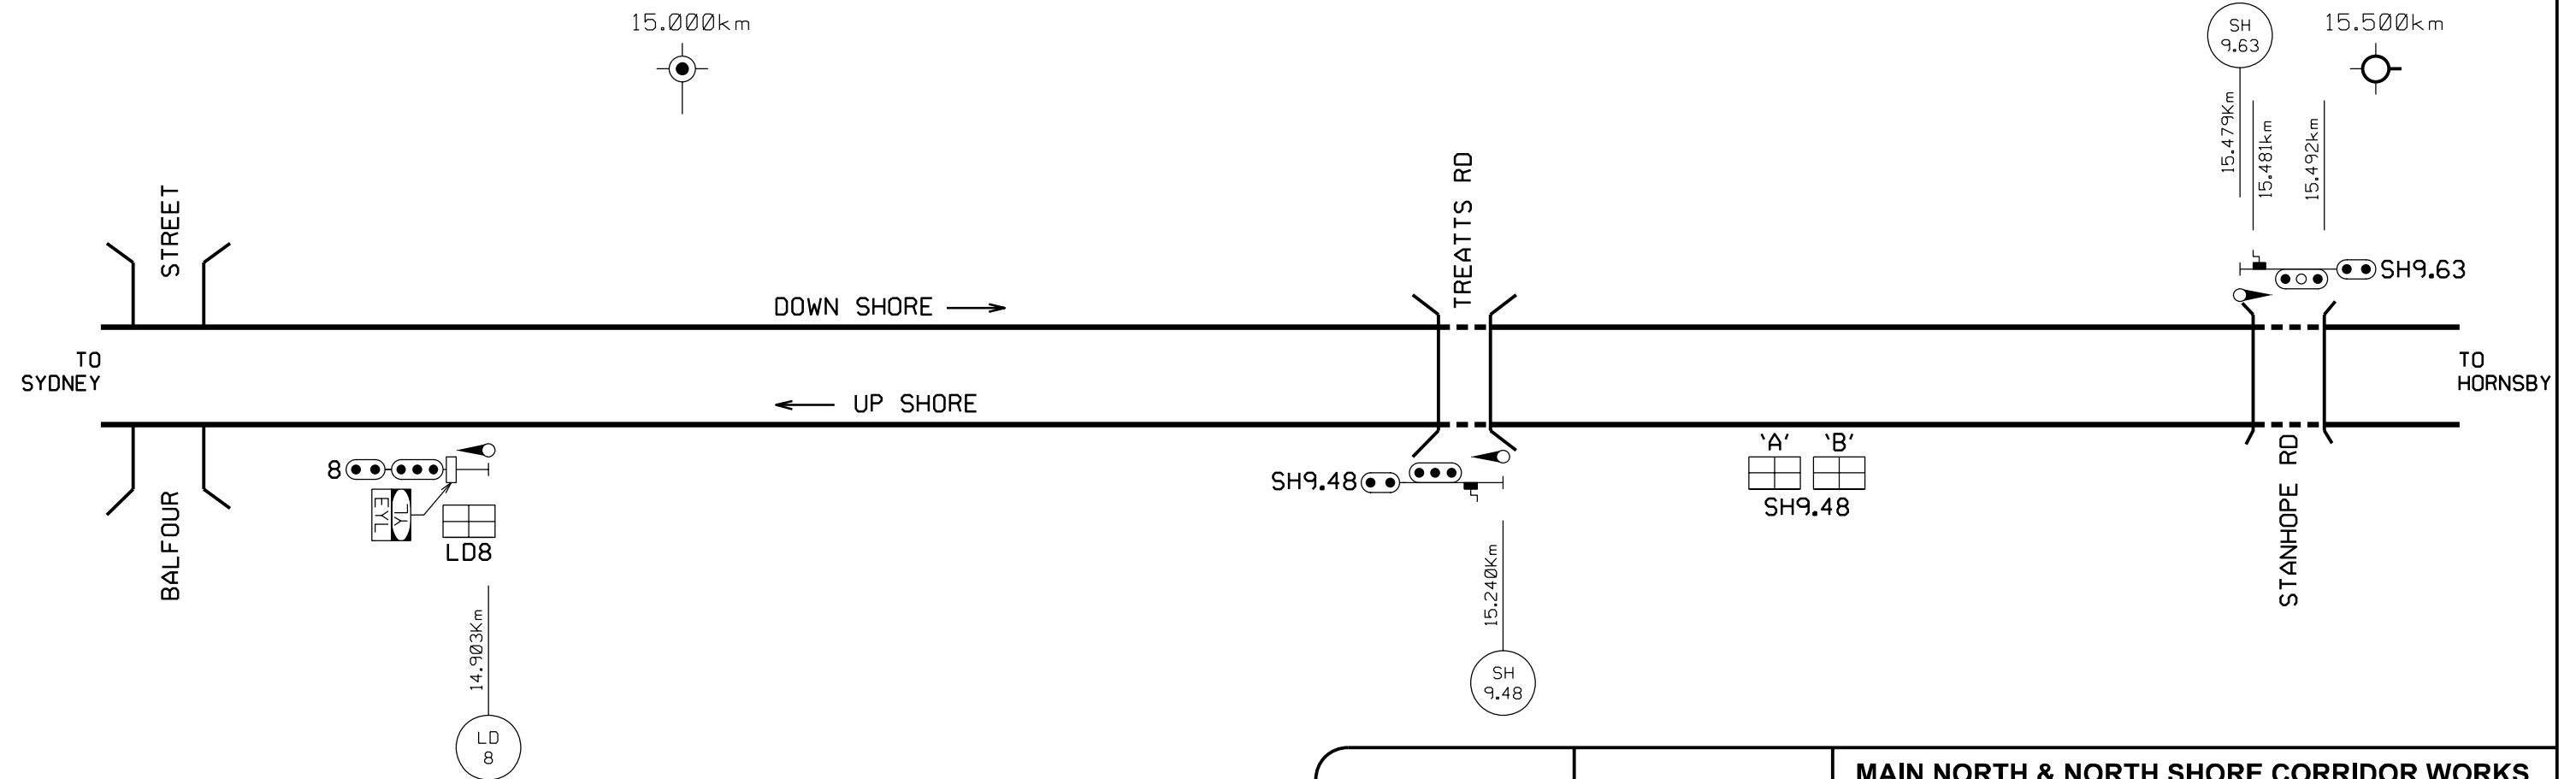 15.000km
SH
9.63
15.500km
15.479Km
15.481km
15.492km
STREET
TREATTS RD
SH9.63
DOWN SHORE
TO
SYDNEY
TO
HORNSBY
UP SHORE
'A' 'B'
8
SH9.48
SH9.48
EYL
YL
LD8
BALFOUR
STANHOPE RD
14.903Km
15.240Km
SH
9.48
LD
8
MAIN NORTH & NORTH SHORE CORRIDOR WORKS